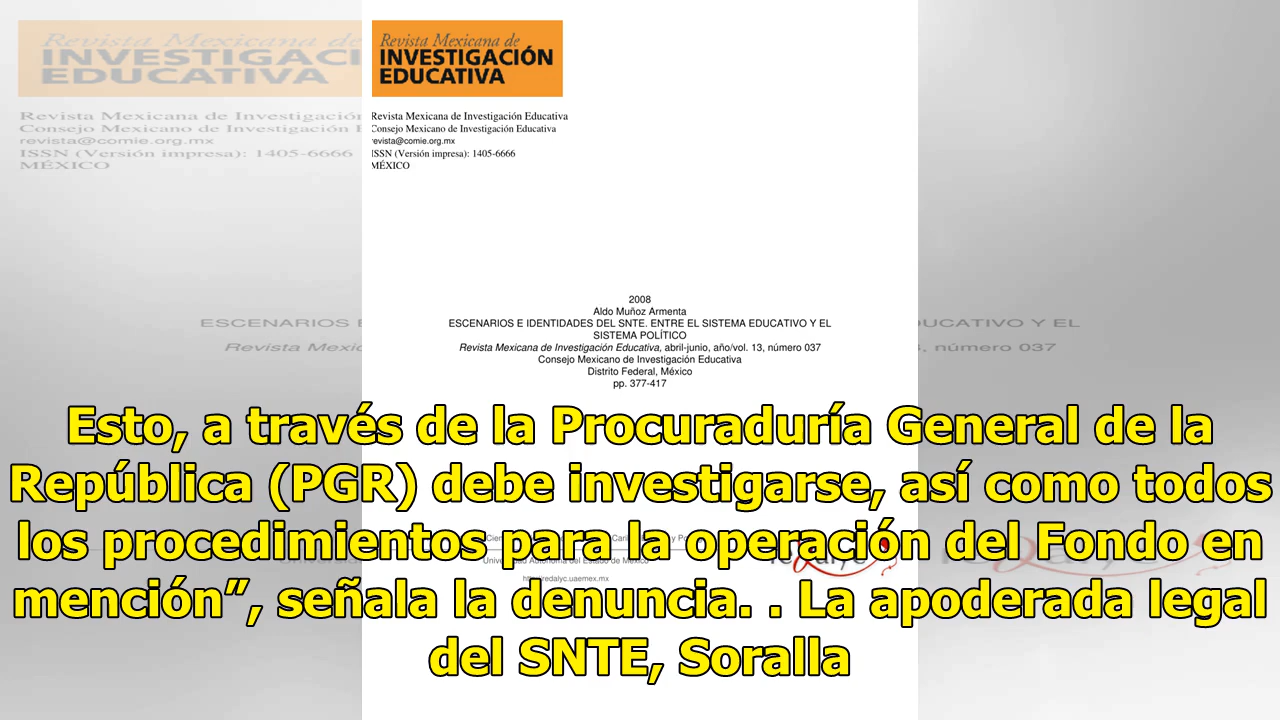 Revista Mexicana de
INVESTIGACIÓN
EDUCATIVA
Revista Mexicana de Investigación Educativa
Consejo Mexicano de Investigación Educativa
revista@comie.org.mx
ISSN (Versión impresa): 1405-6666
MÉXICO
2008
Aldo Muñoz Armenta
ESCENARIOS E IDENTIDADES DEL SNTE. ENTRE EL SISTEMA EDUCATIVO Y EL
SISTEMA POLÍTICO
Revista Mexicana de Investigación Educativa, abril-junio, año/vol. 13, número 037
Consejo Mexicano de Investigación Educativa
Distrito Federal, México
pp. 377-417
Esto, a través de la Procuraduría General de la
República (PGR) debe investigarse, así como todos
los procedimientos para la operación del Fondo en
mención”, señala la denuncia. . La apoderada legal
del SNTE, Soralla
Universidad Autónoma del Estado de México